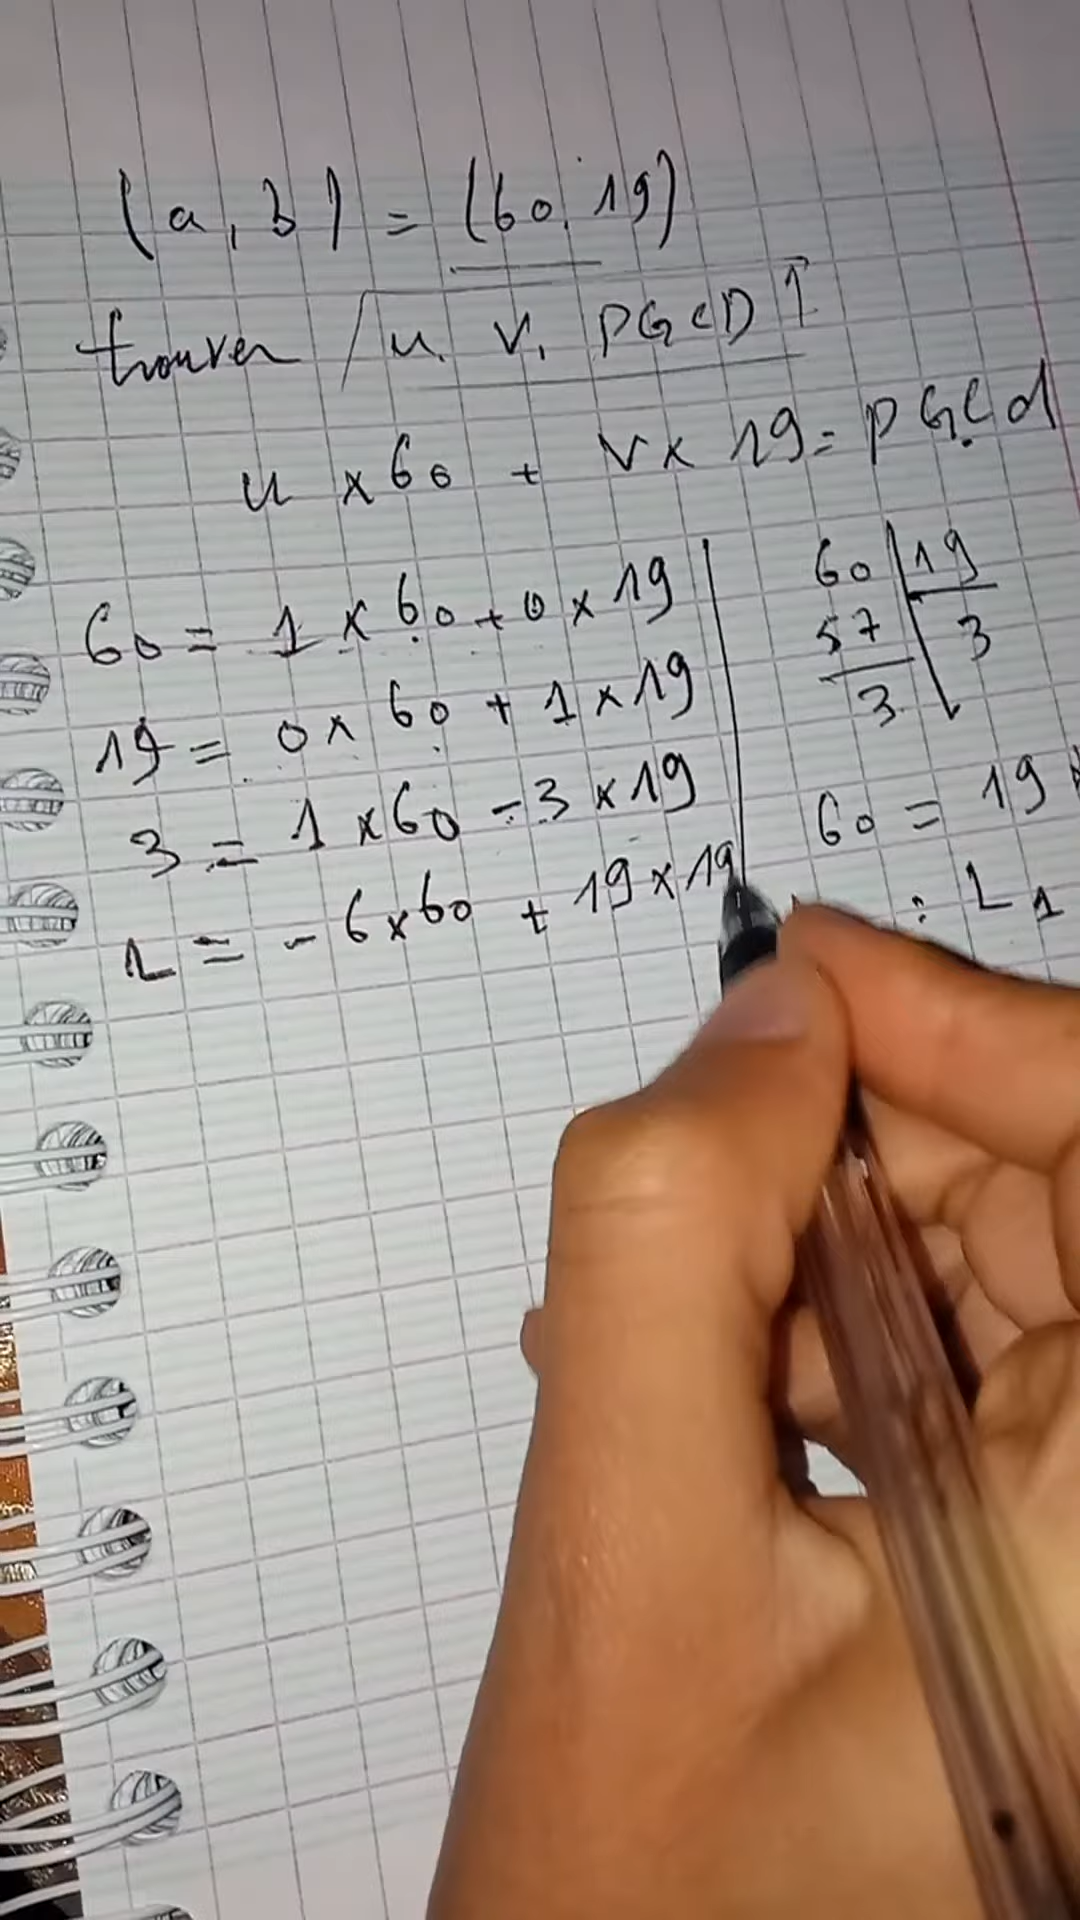 (a, b) = (60, 19)
trouver (u, v, PGCD)
u x 60 + v x 19 = PGCd
60 = 1 x 60 + 0 x 19
19 = 0 x 60 + 1 x 19
3 = 1 x 60 - 3 x 19
1 = - 6 x 60 + 19 x 19
60 | 19
57 | 3
3
60 = 19
: L1